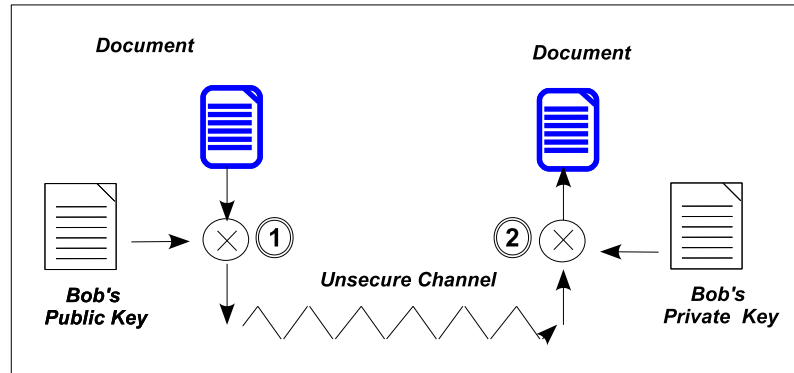 Document
Document
1
2
Unsecure Channel
Bob's
Public Key
Bob's
Private Key